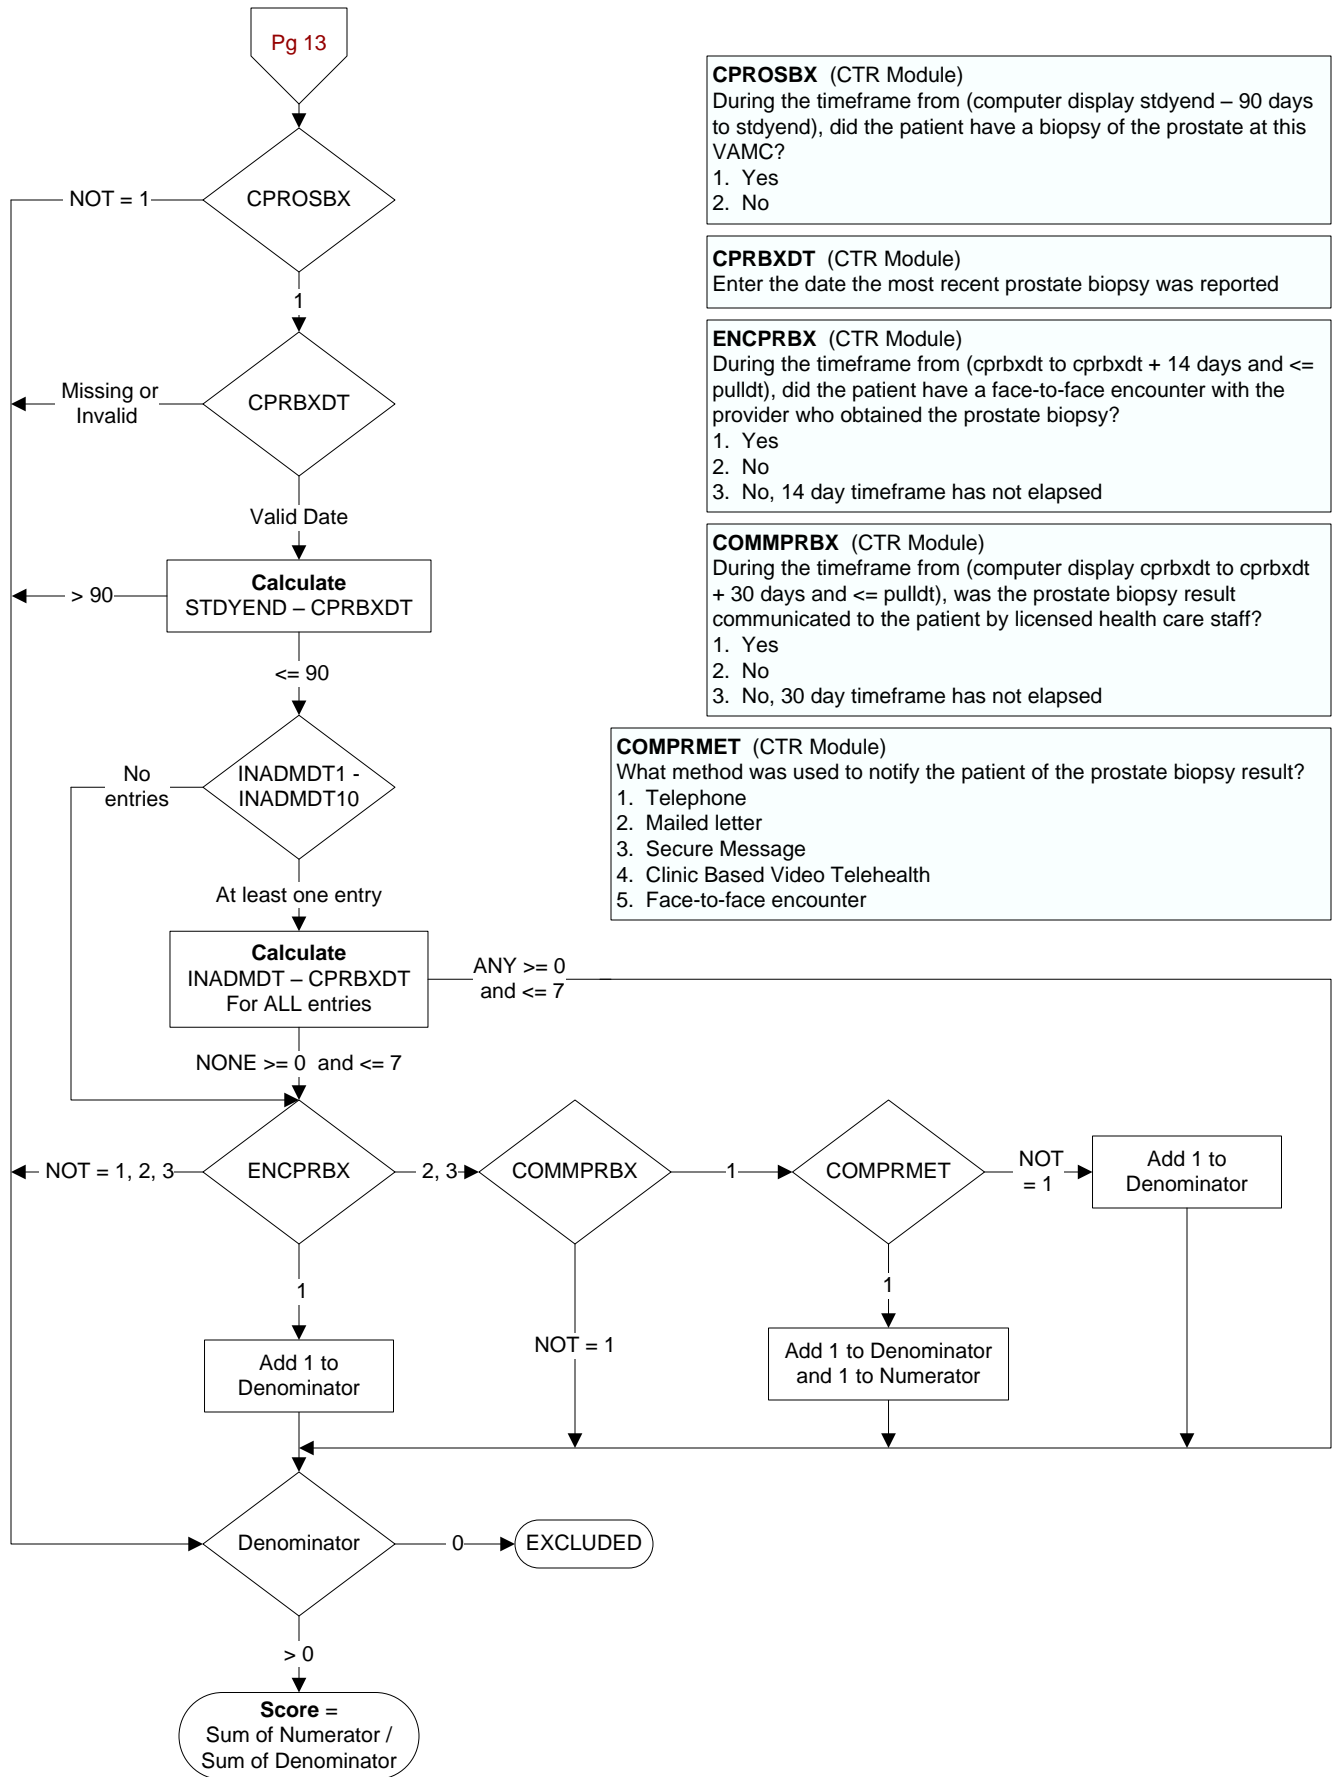 Pg 13
CPROSBX (CTR Module)
During the timeframe from (computer display stdyend – 90 days
to stdyend), did the patient have a biopsy of the prostate at this
VAMC?
1. Yes
2. No
NOT = 1
CPROSBX
1
CPRBXDT (CTR Module)
Enter the date the most recent prostate biopsy was reported
Missing or
Invalid
CPRBXDT
Valid Date
ENCPRBX (CTR Module)
During the timeframe from (cprbxdt to cprbxdt + 14 days and <=
pulldt), did the patient have a face-to-face encounter with the
provider who obtained the prostate biopsy?
1. Yes
2. No
3. No, 14 day timeframe has not elapsed
> 90
Calculate
STDYEND – CPRBXDT
<= 90
COMMPRBX (CTR Module)
During the timeframe from (computer display cprbxdt to cprbxdt
+ 30 days and <= pulldt), was the prostate biopsy result
communicated to the patient by licensed health care staff?
1. Yes
2. No
3. No, 30 day timeframe has not elapsed
No
entries
INADMDT1 -
INADMDT10
At least one entry
COMPRMET (CTR Module)
What method was used to notify the patient of the prostate biopsy result?
1. Telephone
2. Mailed letter
3. Secure Message
4. Clinic Based Video Telehealth
5. Face-to-face encounter
Calculate
INADMDT – CPRBXDT
For ALL entries
ANY >= 0
and <= 7
NONE >= 0 and <= 7
NOT = 1, 2, 3
ENCPRBX
2, 3
COMMPRBX
1
COMPRMET
NOT
= 1
Add 1 to
Denominator
1
NOT = 1
1
Add 1 to
Denominator
Add 1 to Denominator
and 1 to Numerator
Denominator
0
EXCLUDED
> 0
Score =
Sum of Numerator /
Sum of Denominator